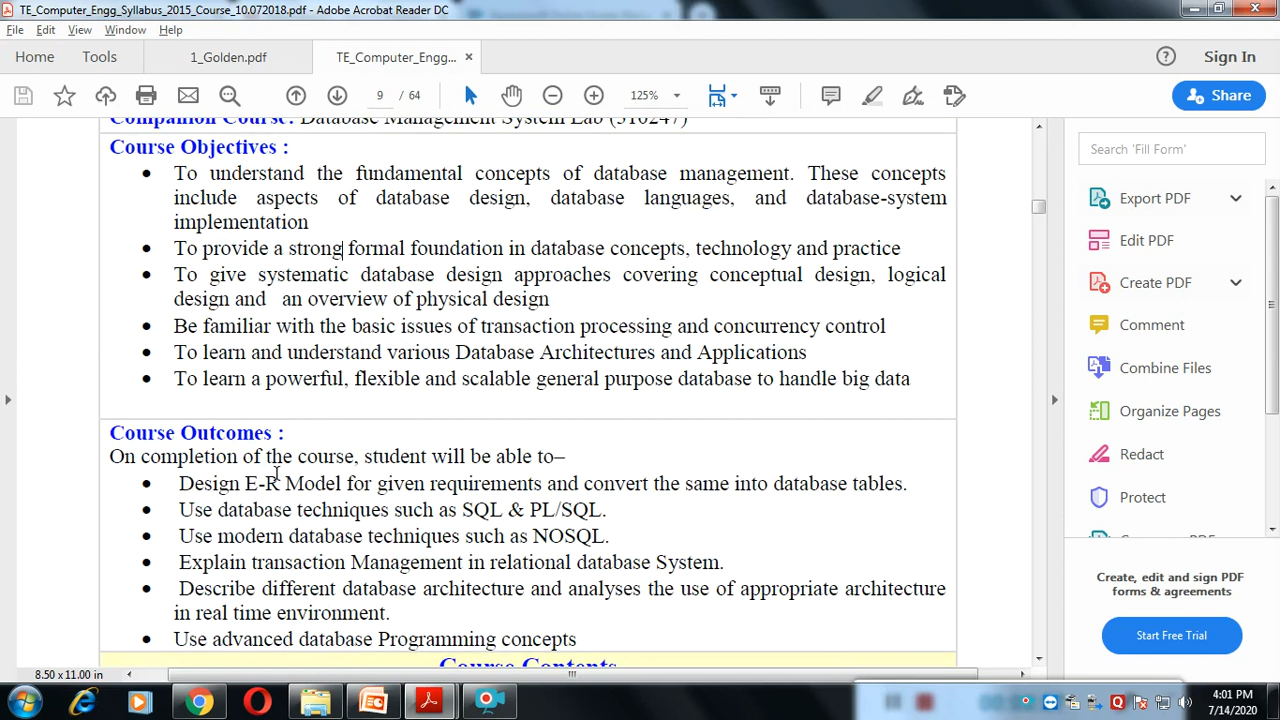 TE_Computer_Engg_Syllabus_2015_Course_10.072018.pdf - Adobe Acrobat Reader DC
File Edit View Window Help
Home Tools 1_Golden.pdf TE_Computer_Engg... × Sign In
9 / 64 125% Share
Companion Course : Database Management System Lab (310247)
Course Objectives :
• To understand the fundamental concepts of database management. These concepts
include aspects of database design, database languages, and database-system
implementation
• To provide a strong formal foundation in database concepts, technology and practice
• To give systematic database design approaches covering conceptual design, logical
design and an overview of physical design
• Be familiar with the basic issues of transaction processing and concurrency control
• To learn and understand various Database Architectures and Applications
• To learn a powerful, flexible and scalable general purpose database to handle big data
Course Outcomes :
On completion of the course, student will be able to–
• Design E-R Model for given requirements and convert the same into database tables.
• Use database techniques such as SQL & PL/SQL.
• Use modern database techniques such as NOSQL.
• Explain transaction Management in relational database System.
• Describe different database architecture and analyses the use of appropriate architecture
in real time environment.
• Use advanced database Programming concepts
Course Contents
8.50 x 11.00 in
Search 'Fill Form'
Export PDF
Edit PDF
Create PDF
Comment
Combine Files
Organize Pages
Redact
Protect
Create, edit and sign PDF
forms & agreements
Start Free Trial
4:01 PM
7/14/2020